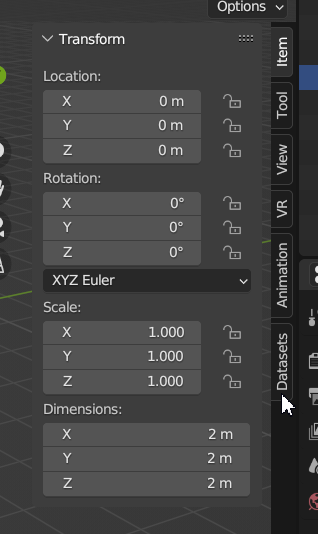 Options
Transform
Location:
X 0 m
Y 0 m
Z 0 m
Rotation:
X 0°
Y 0°
Z 0°
XYZ Euler
Scale:
X 1.000
Y 1.000
Z 1.000
Dimensions:
X 2 m
Y 2 m
Z 2 m
Item
Tool
View
VR
Animation
Datasets